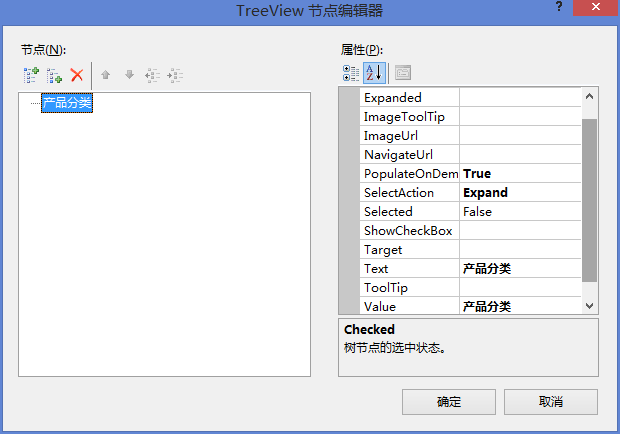 TreeView 节点编辑器
? ×
节点(N):
产品分类
属性(P):
Expanded
ImageToolTip
ImageUrl
NavigateUrl
PopulateOnDem True
SelectAction Expand
Selected False
ShowCheckBox
Target
Text 产品分类
ToolTip
Value 产品分类
Checked
树节点的选中状态。
确定 取消